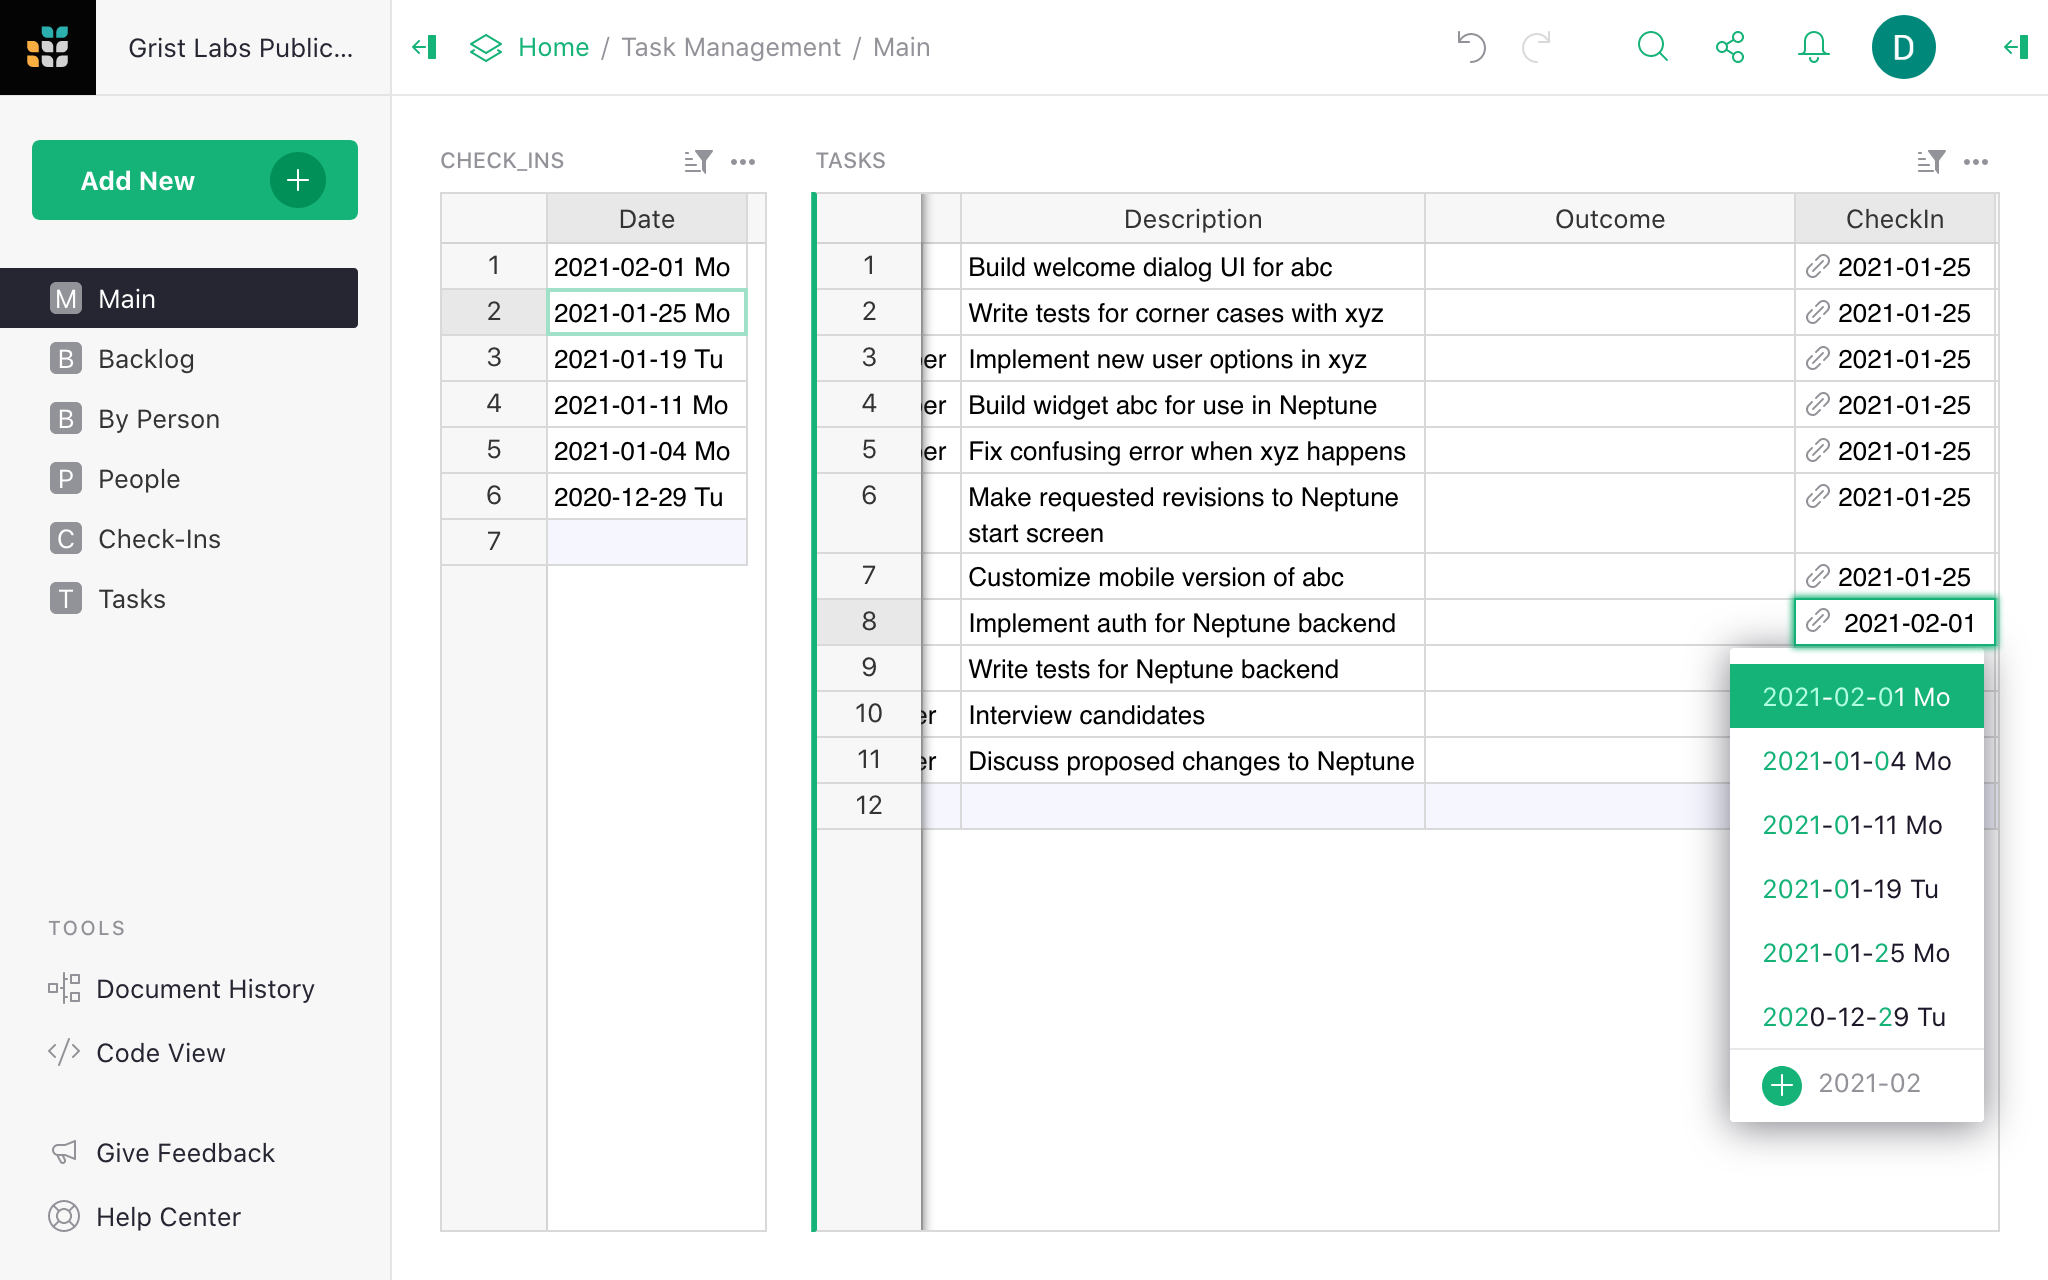 Grist Labs Public...
Home / Task Management / Main
D
Add New
M Main
B Backlog
B By Person
P People
C Check-Ins
T Tasks
TOOLS
Document History
Code View
Give Feedback
Help Center
CHECK_INS
Date
1 2021-02-01 Mo
2 2021-01-25 Mo
3 2021-01-19 Tu
4 2021-01-11 Mo
5 2021-01-04 Mo
6 2020-12-29 Tu
7
TASKS
Description Outcome CheckIn
1 Build welcome dialog UI for abc 2021-01-25
2 Write tests for corner cases with xyz 2021-01-25
3 er Implement new user options in xyz 2021-01-25
4 er Build widget abc for use in Neptune 2021-01-25
5 er Fix confusing error when xyz happens 2021-01-25
6 Make requested revisions to Neptune 2021-01-25
start screen
7 Customize mobile version of abc 2021-01-25
8 Implement auth for Neptune backend 2021-02-01
9 Write tests for Neptune backend
10 er Interview candidates
11 er Discuss proposed changes to Neptune
12
2021-02-01 Mo
2021-01-04 Mo
2021-01-11 Mo
2021-01-19 Tu
2021-01-25 Mo
2020-12-29 Tu
2021-02